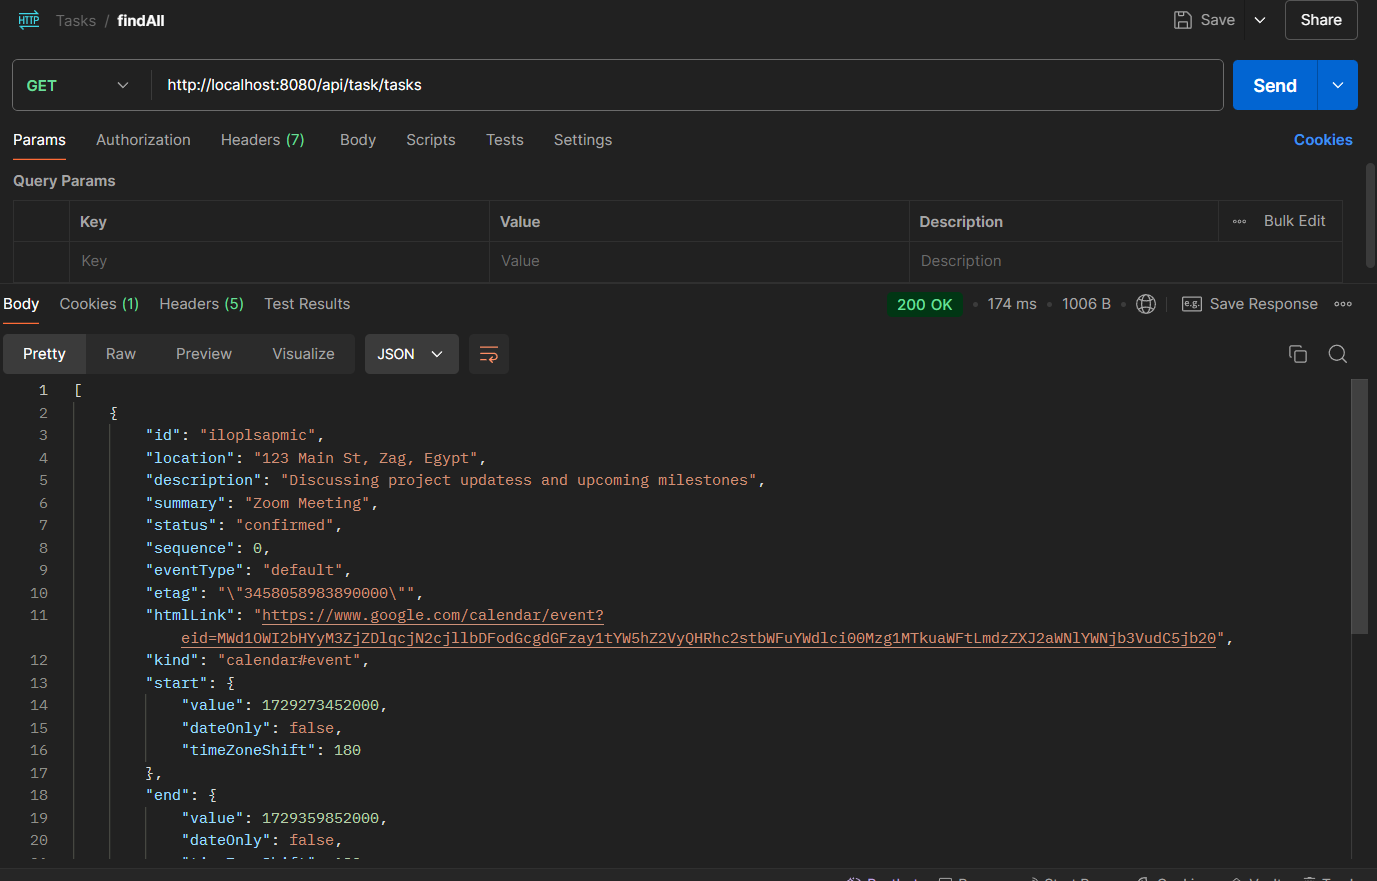 HTTP Tasks / findAll Save Share
GET http://localhost:8080/api/task/tasks Send
Params Authorization Headers (7) Body Scripts Tests Settings Cookies
Query Params
Key Value Description Bulk Edit
Key Value Description
Body Cookies (1) Headers (5) Test Results 200 OK 174 ms 1006 B e.g. Save Response
Pretty Raw Preview Visualize JSON
1 [
2 {
3 "id": "iloplsapmic",
4 "location": "123 Main St, Zag, Egypt",
5 "description": "Discussing project updatess and upcoming milestones",
6 "summary": "Zoom Meeting",
7 "status": "confirmed",
8 "sequence": 0,
9 "eventType": "default",
10 "etag": "\"3458058983890000\"",
11 "htmlLink": "https://www.google.com/calendar/event?
eid=MWd1OWI2bHYyM3ZjZDlqcjN2cjllbDFodGcgdGFzay1tYW5hZ2VyQHRhc2stbWFuYWdlci00Mzg1MTkuaWFtLmdzZXJ2aWNlYWNjb3VudC5jb20",
12 "kind": "calendar#event",
13 "start": {
14 "value": 1729273452000,
15 "dateOnly": false,
16 "timeZoneShift": 180
17 },
18 "end": {
19 "value": 1729359852000,
20 "dateOnly": false,